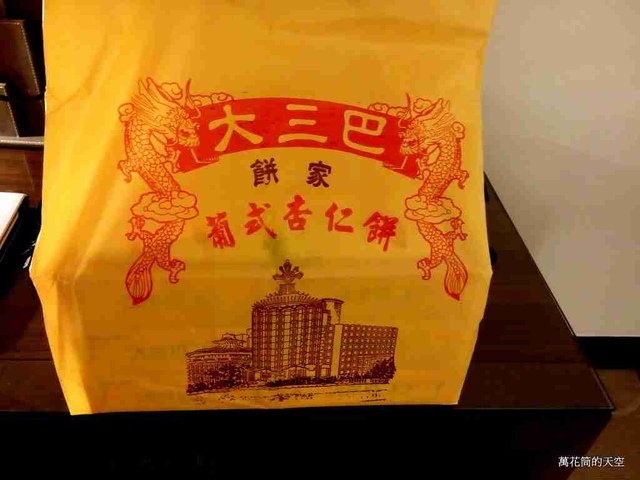 大三巴
餅家
葡式杏仁餅
萬花筒的天空